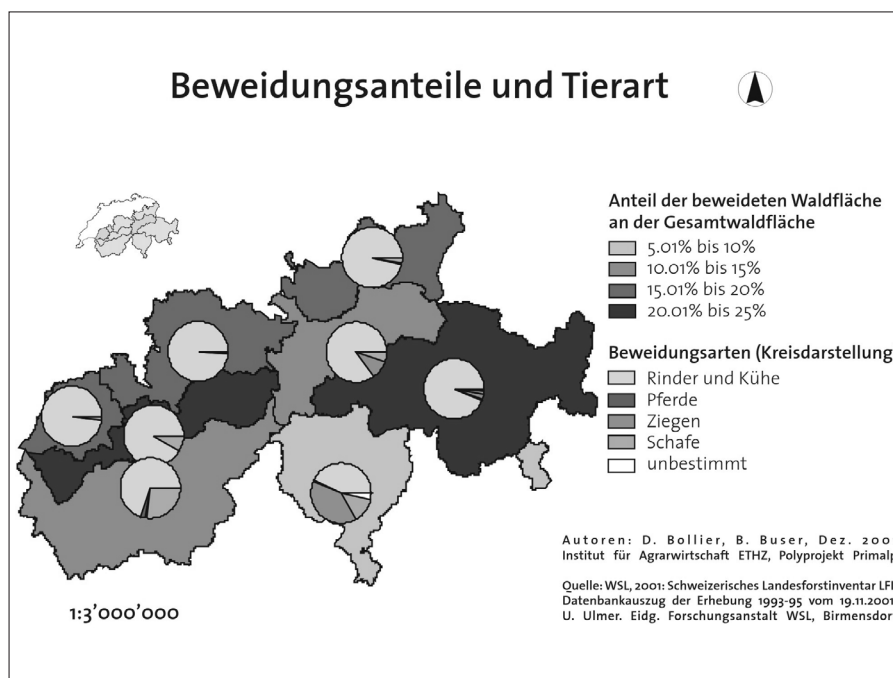 Beweidungsanteile und Tierart
Anteil der beweideten Waldfläche
an der Gesamtwaldfläche
5.01% bis 10%
10.01% bis 15%
15.01% bis 20%
20.01% bis 25%
Beweidungsarten (Kreisdarstellung
Rinder und Kühe
Pferde
Ziegen
Schafe
unbestimmt
Autoren: D. Bollier, B. Buser, Dez. 200
Institut für Agrarwirtschaft ETHZ, Polyprojekt Primalp
Quelle: WSL, 2001: Schweizerisches Landesforstinventar LFI
Datenbankauszug der Erhebung 1993-95 vom 19.11.2001
U. Ulmer. Eidg. Forschungsanstalt WSL, Birmensdor
1:3'000'000